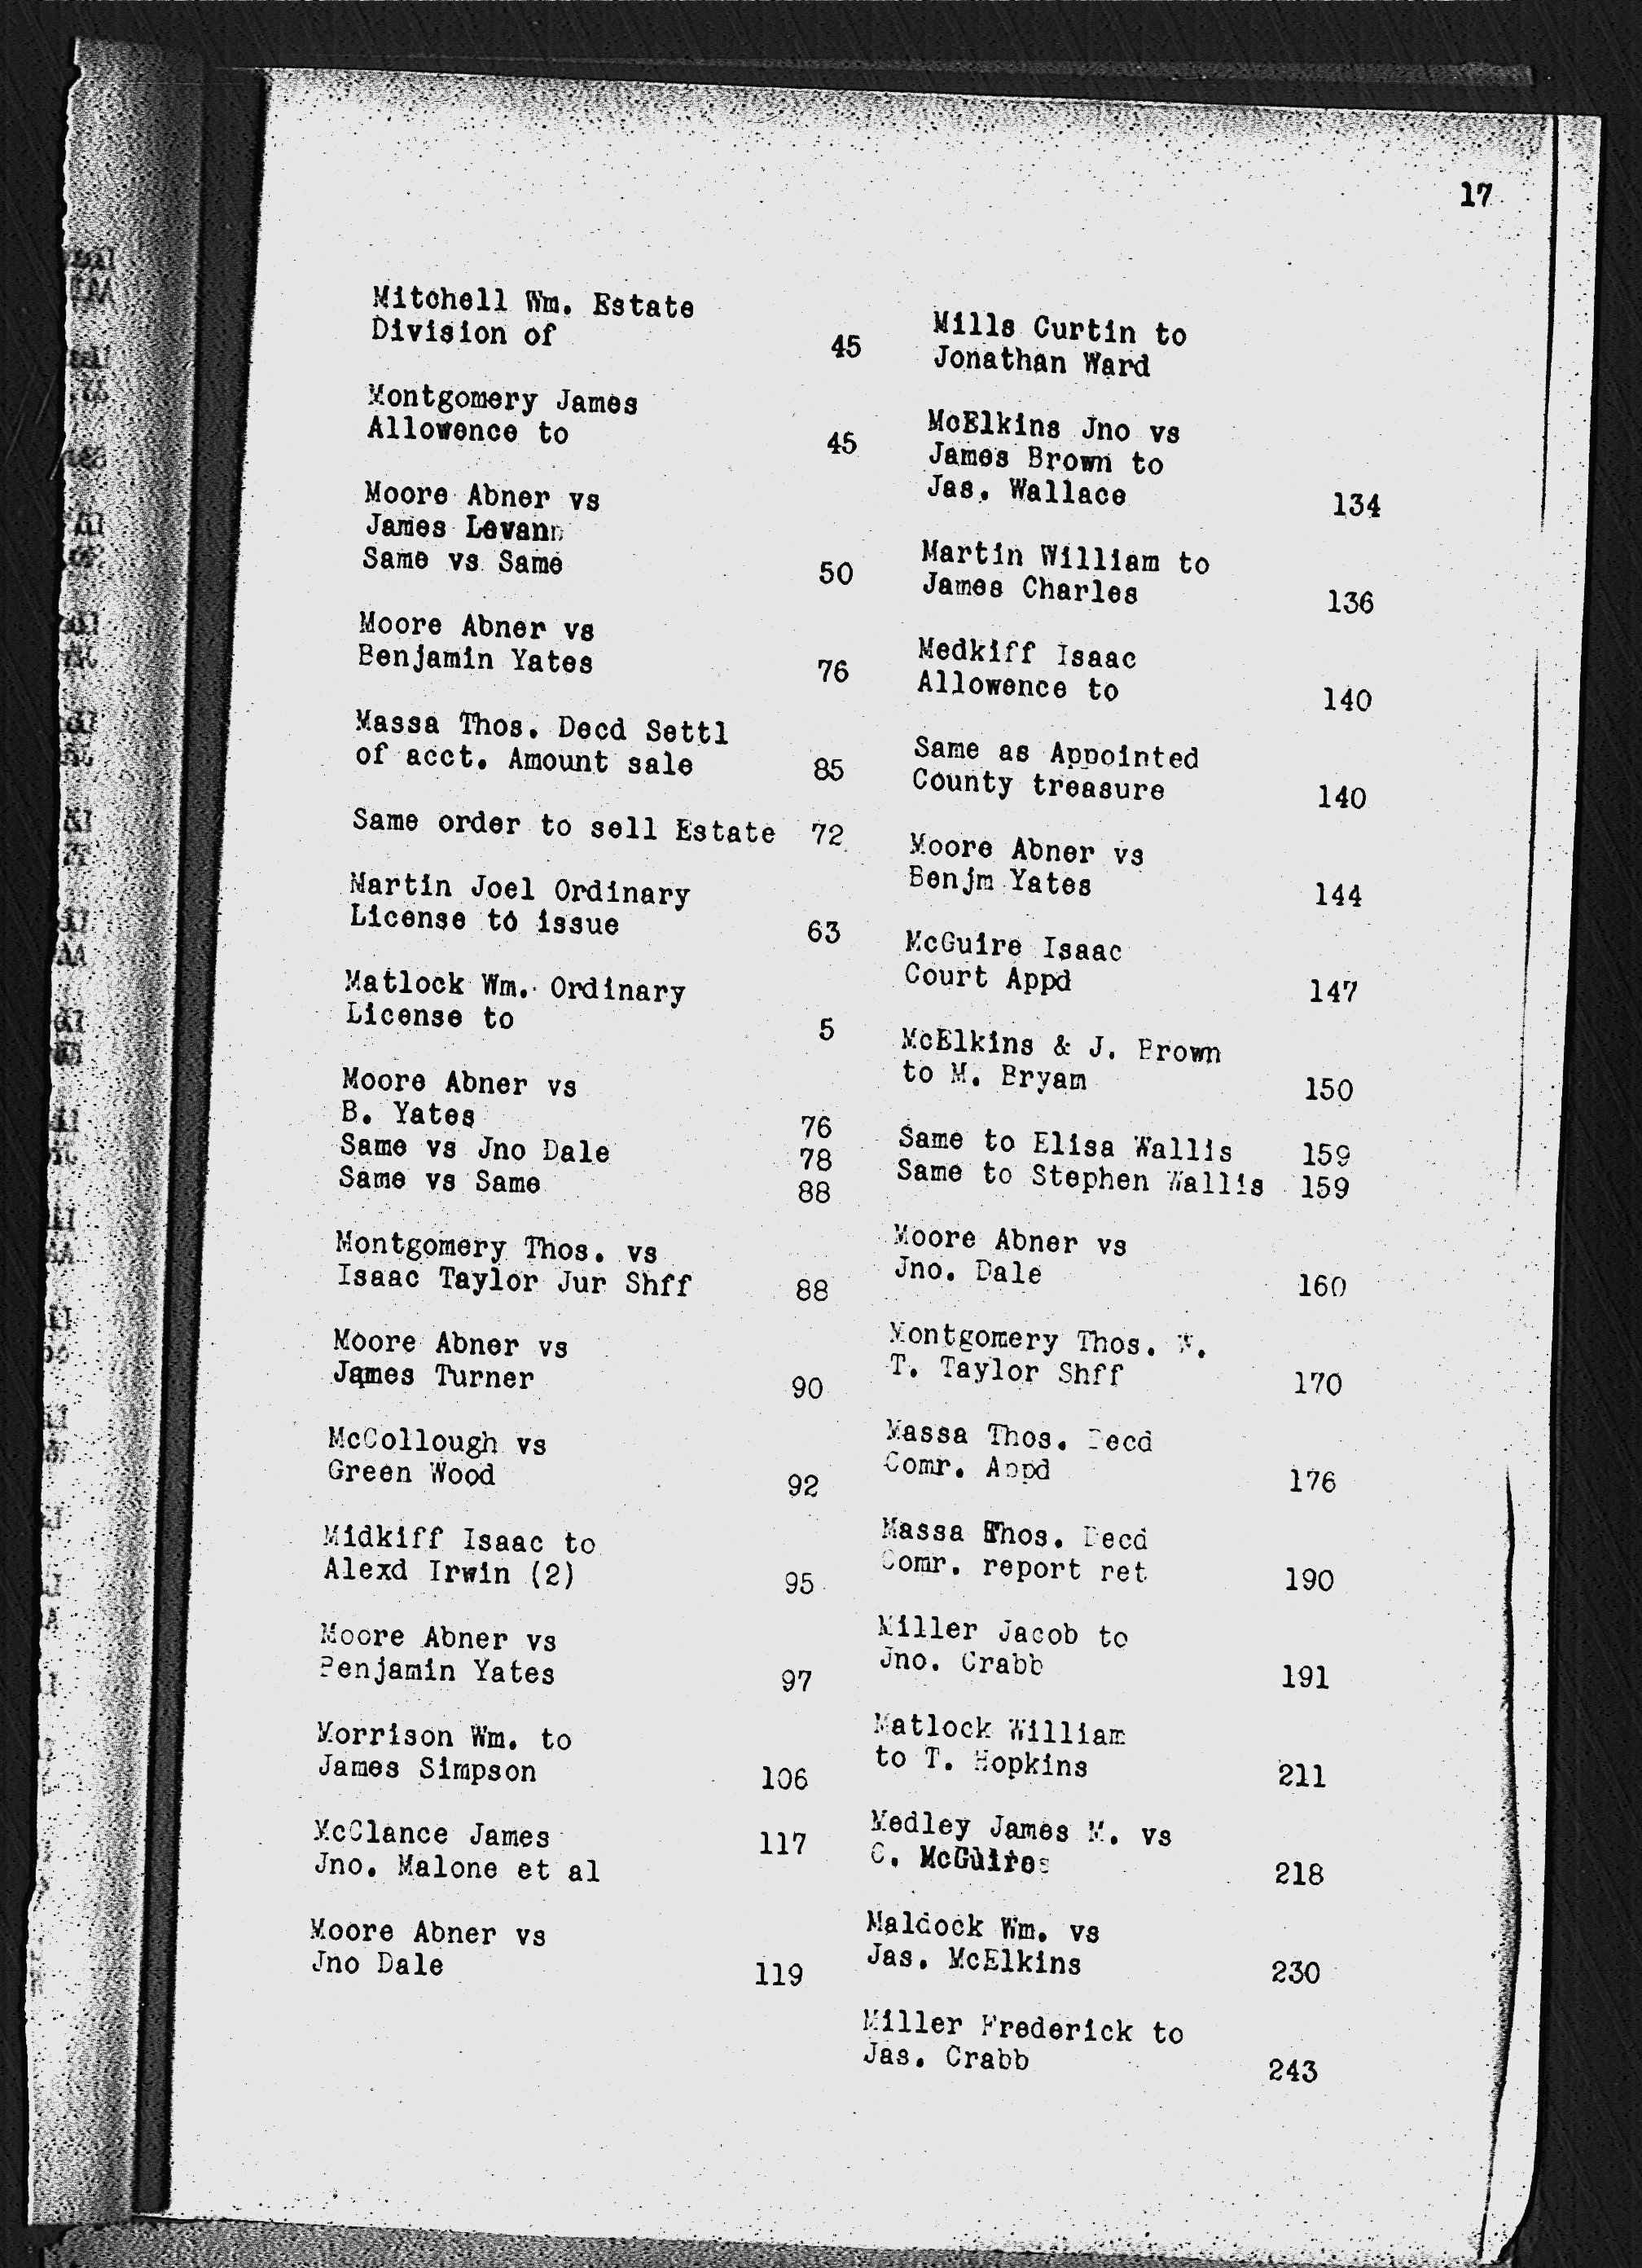 17
Mitchell Wm. Estate
Division of 45
Montgomery James
Allowence to 45
Moore Abner vs
James Levann
Same vs Same 50
Moore Abner vs
Benjamin Yates 76
Massa Thos. Decd Settl
of acct. Amount sale 85
Same order to sell Estate 72
Martin Joel Ordinary
License to issue 63
Matlock Wm. Ordinary
License to 5
Moore Abner vs
B. Yates 76
Same vs Jno Dale 78
Same vs Same 88
Montgomery Thos. vs
Isaac Taylor Jur Shff 88
Moore Abner vs
James Turner 90
McCollough vs
Green Wood 92
Midkiff Isaac to
Alexd Irwin (2) 95
Moore Abner vs
Benjamin Yates 97
Morrison Wm. to
James Simpson 106
McClance James 117
Jno. Malone et al
Moore Abner vs
Jno Dale 119
Mills Curtin to
Jonathan Ward
McElkins Jno vs
James Brown to
Jas. Wallace 134
Martin William to
James Charles 136
Medkiff Isaac
Allowence to 140
Same as Appointed
County treasure 140
Moore Abner vs
Benjm Yates 144
McGuire Isaac
Court Appd 147
McElkins & J. Brown
to M. Bryam 150
Same to Elisa Wallis 159
Same to Stephen Wallis 159
Moore Abner vs
Jno. Dale 160
Montgomery Thos.
T. Taylor Shff 170
Massa Thos. Decd
Comr. Appd 176
Massa Thos. Decd
Comr. report ret 190
Miller Jacob to
Jno. Crabb 191
Matlock William
to T. Hopkins 211
Medley James M. vs
C. McGuires 218
Maldock Wm. vs
Jas. McElkins 230
Miller Frederick to
Jas. Crabb 243